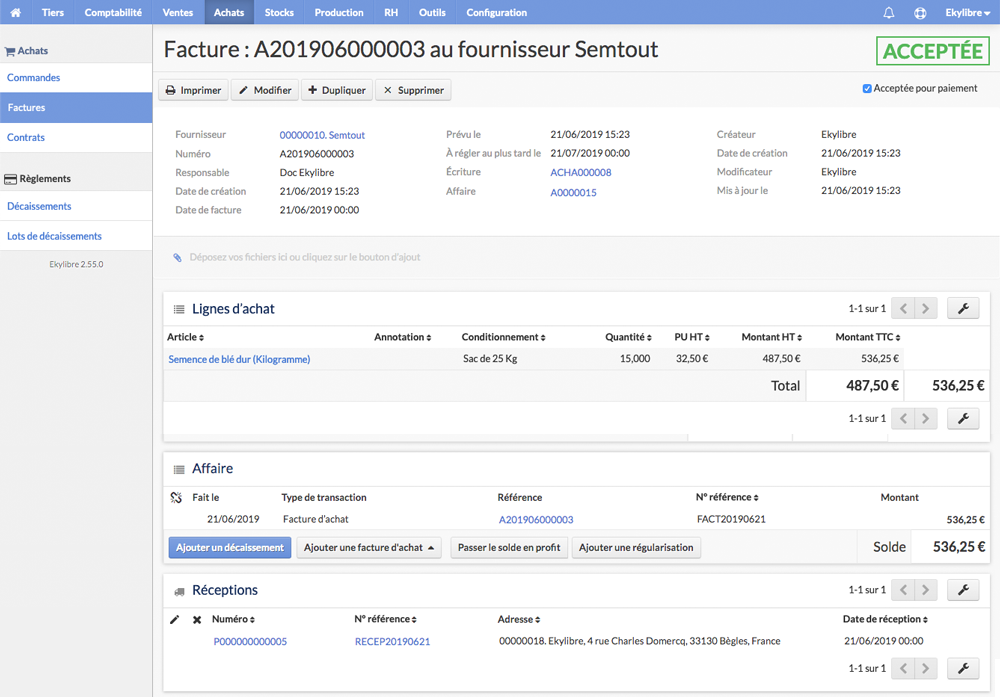 Tiers Comptabilité Ventes Achats Stocks Production RH Outils Configuration Ekylibre
Achats
Commandes
Factures
Contrats
Règlements
Décaissements
Lots de décaissements
Ekylibre 2.55.0
Facture : A201906000003 au fournisseur Semtout
ACCEPTÉE
Imprimer Modifier Dupliquer Supprimer
Acceptée pour paiement
Fournisseur 00000010. Semtout
Numéro A201906000003
Responsable Doc Ekylibre
Date de création 21/06/2019 15:23
Date de facture 21/06/2019 00:00
Prévu le 21/06/2019 15:23
À régler au plus tard le 21/07/2019 00:00
Écriture ACHA000008
Affaire A0000015
Créateur Ekylibre
Date de création 21/06/2019 15:23
Modificateur Ekylibre
Mis à jour le 21/06/2019 15:23
Déposez vos fichiers ici ou cliquez sur le bouton d'ajout
Lignes d'achat 1-1 sur 1
Article Annotation Conditionnement Quantité PU HT Montant HT Montant TTC
Semence de blé dur (Kilogramme) Sac de 25 Kg 15,000 32,50 € 487,50 € 536,25 €
Total 487,50 € 536,25 €
1-1 sur 1
Affaire
Fait le Type de transaction Référence N° référence Montant
21/06/2019 Facture d'achat A201906000003 FACT20190621 536,25 €
Ajouter un décaissement Ajouter une facture d'achat Passer le solde en profit Ajouter une régularisation Solde 536,25 €
Réceptions 1-1 sur 1
Numéro N° référence Adresse Date de réception
P000000000005 RECEP20190621 00000018. Ekylibre, 4 rue Charles Domercq, 33130 Bègles, France 21/06/2019 00:00
1-1 sur 1